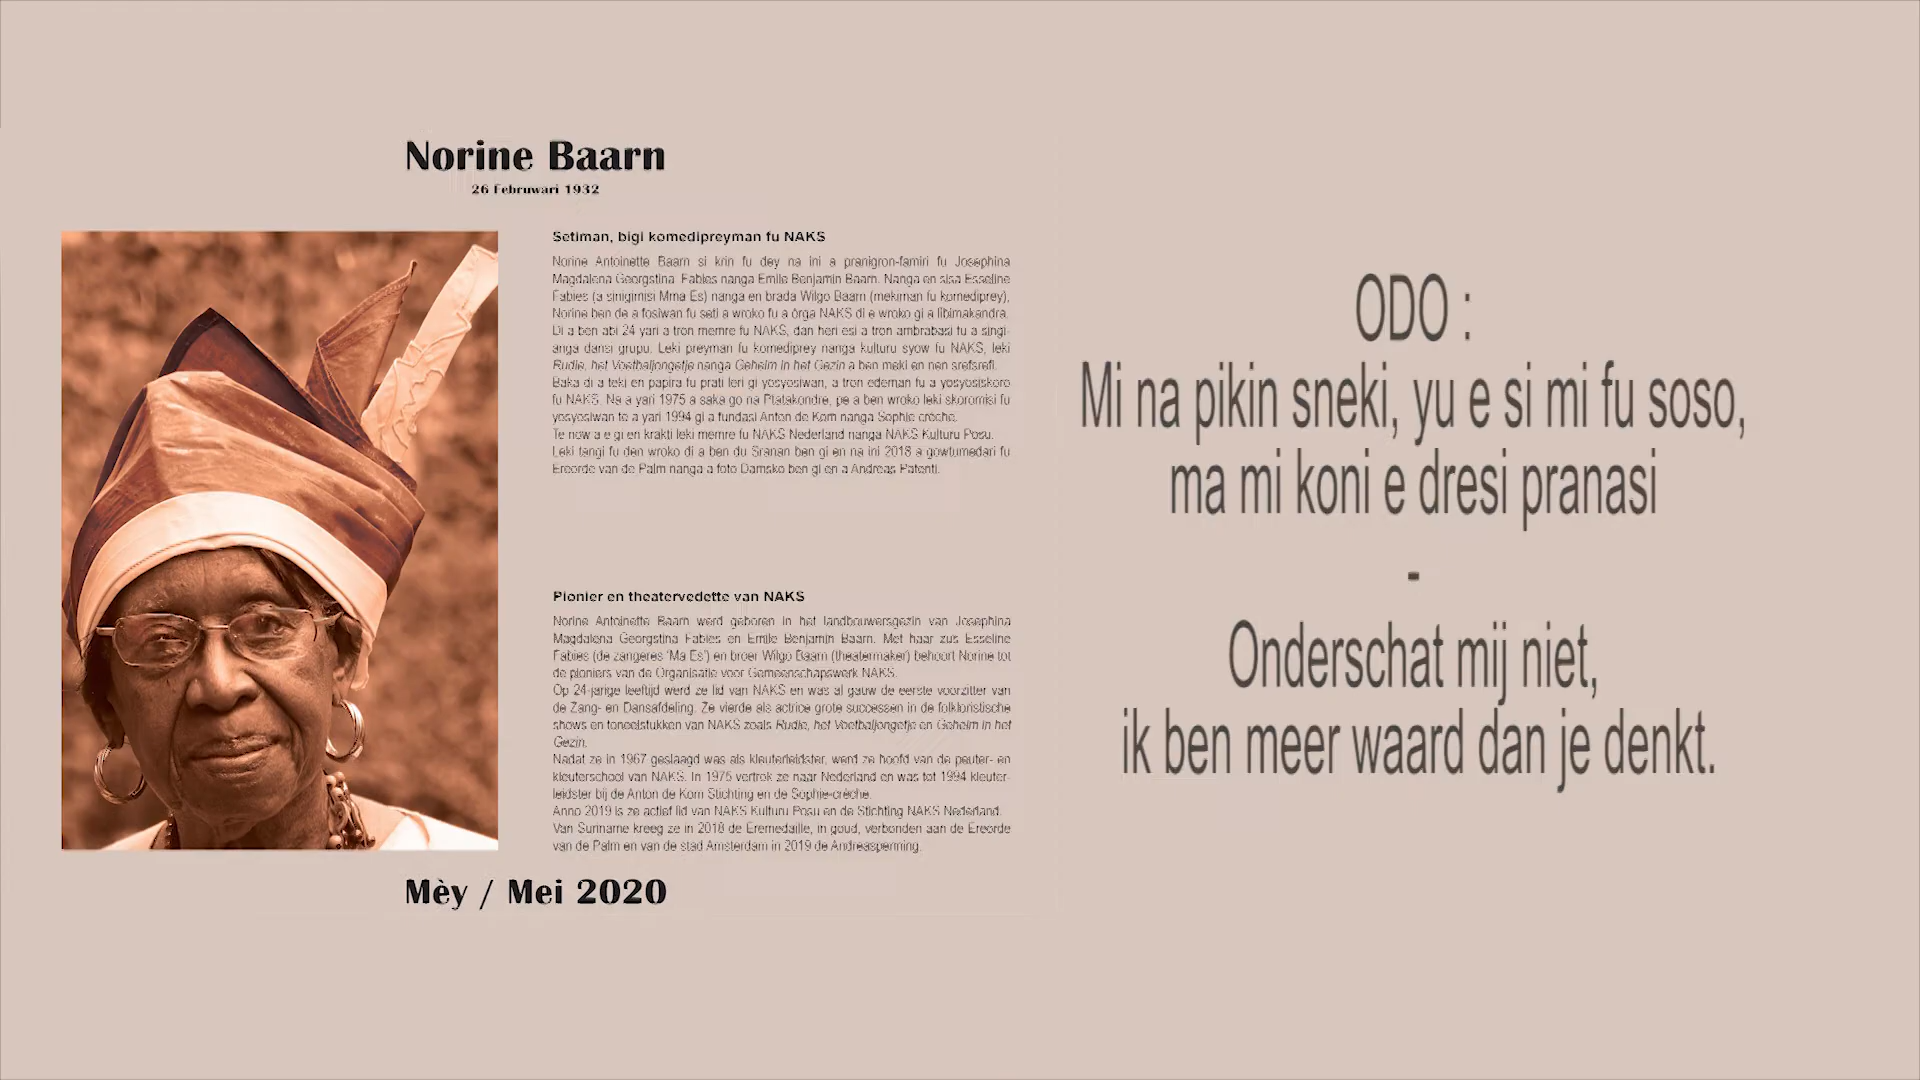 Norine Baarn
26 Februwari 1932
Setiman, bigi komedipreyman fu NAKS
Norine Antoinette Baarn si krin fu dey na ini a pranigron-famiri fu Josephina
Magdalena Georgstina Fabies nanga Emile Benjamin Baarn. Nanga en sisa Esseline
Fabies (a singimisi Mma Es) nanga en brada Wilgo Baarn (mekiman fu komediprey),
Norine ben de a fosiwan fu seti a wroko fu a òrga NAKS di e wroko gi a libimakandra.
Di a ben abi 24 yari a tron memre fu NAKS, dan heri esi a tron ambrabasi fu a singi-
anga dansi grupu. Leki preyman fu komediprey nanga kulturu syow fu NAKS, leki
Rudie, het Voetbaljongetje nanga Geheim in het Gezin a ben meki en nen srefsrefi.
Baka di a teki en papira fu prati leri gi yosyosiwan, a tron edeman fu a yosyosiskoro
fu NAKS. Na a yari 1975 a saka go na Ptatakondre, pe a ben wroko leki skoromisi fu
yosyosiwan te a yari 1994 gi a fundasi Anton de Kom nanga Sophie crèche.
Te now a e gi en krakti leki memre fu NAKS Nederland nanga NAKS Kulturu Posu.
Leki tangi fu den wroko di a ben du Sranan ben gi en na ini 2018 a gowtumedari fu
Ereorde van de Palm nanga a foto Damsko ben gi en a Andreas Patenti.
Pionier en theatervedette van NAKS
Norine Antoinette Baarn werd geboren in het landbouwersgezin van Josephina
Magdalena Georgstina Fabies en Emile Benjamin Baarn. Met haar zus Esseline
Fabies (de zangeres 'Ma Es') en broer Wilgo Baarn (theatermaker) behoort Norine tot
de pioniers van de Organisatie voor Gemeenschapswerk NAKS.
Op 24-jarige leeftijd werd ze lid van NAKS en was al gauw de eerste voorzitter van
de Zang- en Dansafdeling. Ze vierde als actrice grote successen in de folkloristische
shows en toneelstukken van NAKS zoals Rudie, het Voetbaljongetje en Geheim in het
Gezin.
Nadat ze in 1967 geslaagd was als kleuterleidster, werd ze hoofd van de peuter- en
kleuterschool van NAKS. In 1975 vertrok ze naar Nederland en was tot 1994 kleuter-
leidster bij de Anton de Kom Stichting en de Sophie-crèche.
Anno 2019 is ze actief lid van NAKS Kulturu Posu en de Stichting NAKS Nederland.
Van Suriname kreeg ze in 2018 de Eremedaille, in goud, verbonden aan de Ereorde
van de Palm en van de stad Amsterdam in 2019 de Andreaspenning.
Mèy / Mei 2020
ODO :
Mi na pikin sneki, yu e si mi fu soso,
ma mi koni e dresi pranasi
-
Onderschat mij niet,
ik ben meer waard dan je denkt.